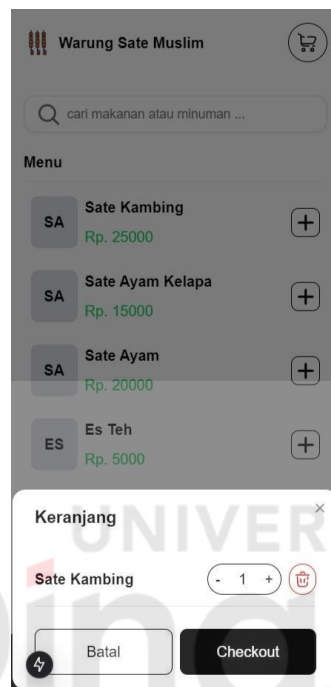 Warung Sate Muslim
cari makanan atau minuman ...
Menu
SA
Sate Kambing
Rp. 25000
SA
Sate Ayam Kelapa
Rp. 15000
SA
Sate Ayam
Rp. 20000
ES
Es Teh
Rp. 5000
UNIVER
Keranjang
Sate Kambing
- 1 +
Batal
Checkout